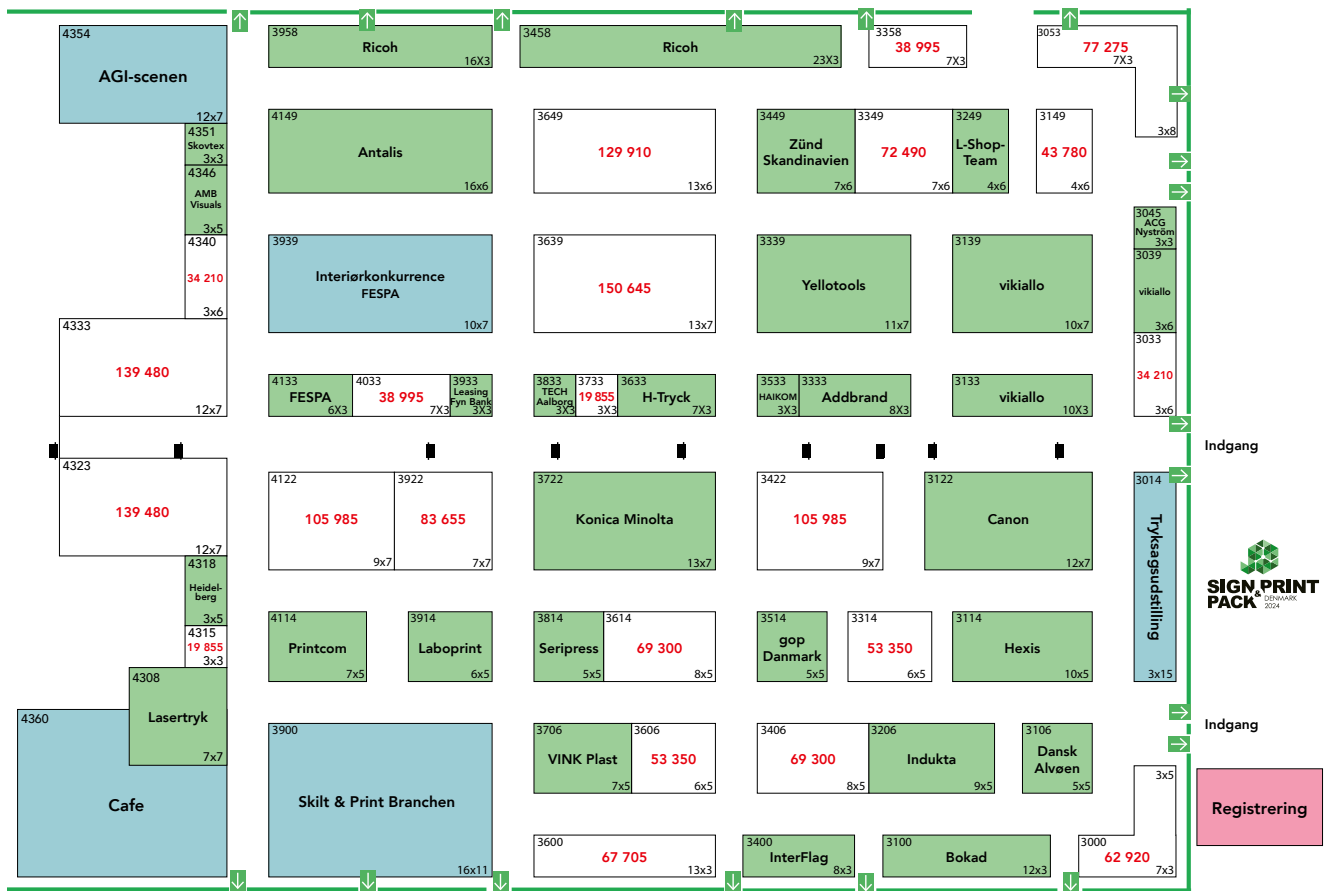 4354
AGI-scenen
12x7
3958
Ricoh
16X3
3458
Ricoh
23X3
3358
38 995
7X3
3053
77 275
7X3
3x8
4351
Skovtex
3x3
4346
AMB
Visuals
3x5
4340
34 210
3x6
4149
Antalis
16x6
3649
129 910
13x6
3449
Zünd
Skandinavien
7x6
3349
72 490
7x6
3249
L-Shop-
Team
4x6
3149
43 780
4x6
3045
ACG
Nyström
3x3
3039
vikiallo
3x6
3033
34 210
3x6
3939
Interiørkonkurrence
FESPA
10x7
3639
150 645
13x7
3339
Yellotools
11x7
3139
vikiallo
10x7
4333
139 480
12x7
4133
FESPA
6X3
4033
38 995
7X3
3933
Leasing
Fyn Bank
3X3
3833
TECH
Aalborg
3X3
3733
19 855
3X3
3633
H-Tryck
7X3
3533
HAIKOM
3X3
3333
Addbrand
8X3
3133
vikiallo
10X3
Indgang
4323
139 480
12x7
4122
105 985
9x7
3922
83 655
7x7
3722
Konica Minolta
13x7
3422
105 985
9x7
3122
Canon
12x7
3014
Tryksagsudstilling
3x15
SIGN PRINT
&
PACK
DENMARK
2024
4318
Heidel-
berg
3x5
4315
19 855
3x3
4114
Printcom
7x5
3914
Laboprint
6x5
3814
Seripress
5x5
3614
69 300
8x5
3514
gop
Danmark
5x5
3314
53 350
6x5
3114
Hexis
10x5
4308
Lasertryk
7x7
4360
Cafe
3900
Skilt & Print Branchen
16x11
3706
VINK Plast
7x5
3606
53 350
6x5
3406
69 300
8x5
3206
Indukta
9x5
3106
Dansk
Alvøen
5x5
Indgang
3x5
3600
67 705
13x3
3400
InterFlag
8x3
3100
Bokad
12x3
3000
62 920
7x3
Registrering